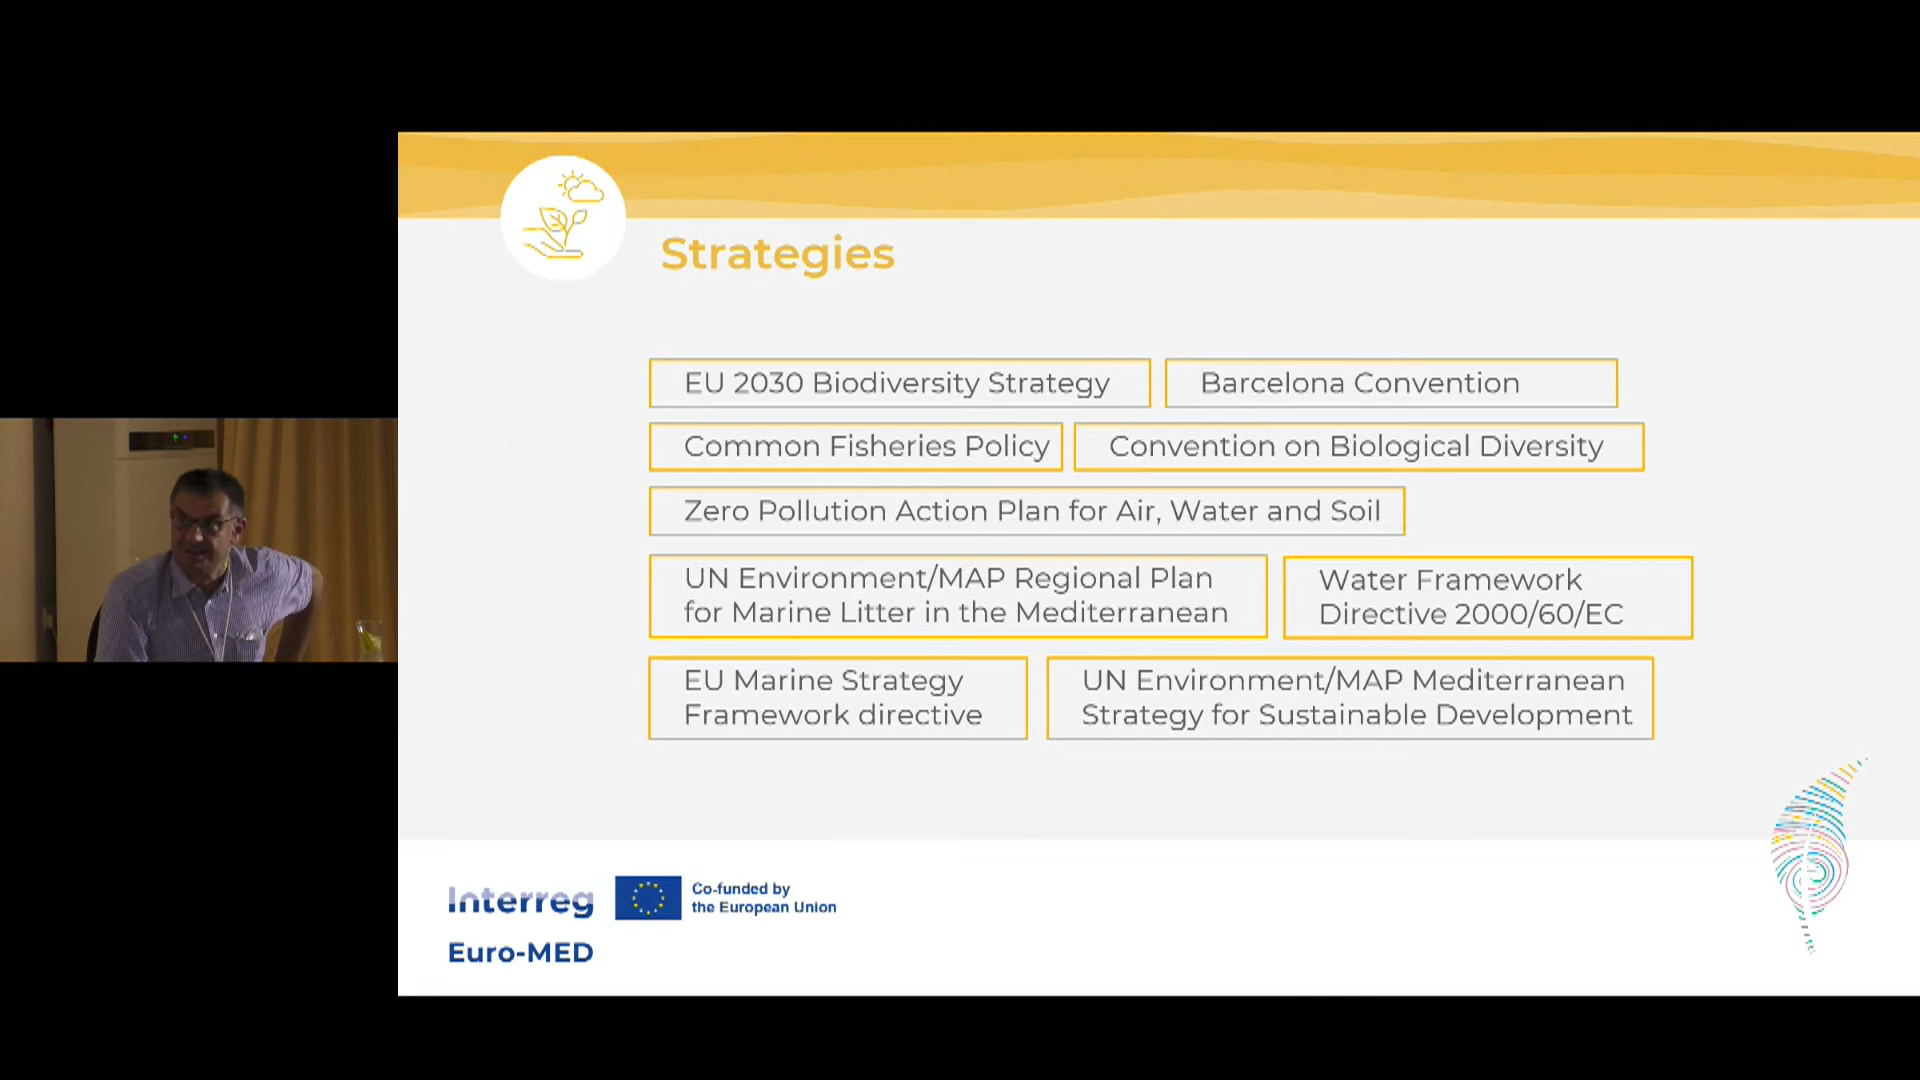 Strategies
EU 2030 Biodiversity Strategy
Barcelona Convention
Common Fisheries Policy
Convention on Biological Diversity
Zero Pollution Action Plan for Air, Water and Soil
UN Environment/MAP Regional Plan
for Marine Litter in the Mediterranean
Water Framework
Directive 2000/60/EC
EU Marine Strategy
Framework directive
UN Environment/MAP Mediterranean
Strategy for Sustainable Development
Interreg
Co-funded by
the European Union
Euro-MED